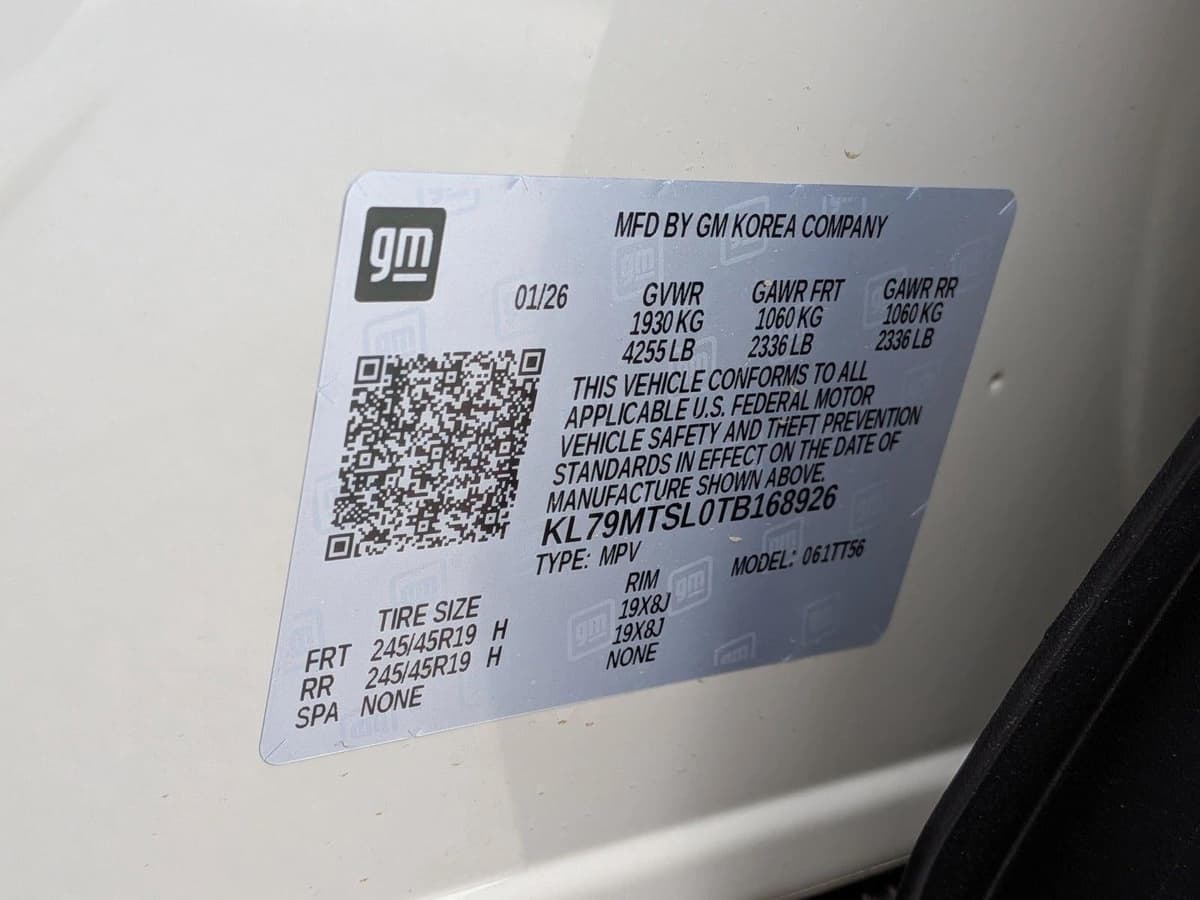 gm
MFD BY GM KOREA COMPANY
01/26 GVWR GAWR FRT GAWR RR
1930 KG 1060 KG 1060 KG
4255 LB 2336 LB 2336 LB
THIS VEHICLE CONFORMS TO ALL
APPLICABLE U.S. FEDERAL MOTOR
VEHICLE SAFETY AND THEFT PREVENTION
STANDARDS IN EFFECT ON THE DATE OF
MANUFACTURE SHOWN ABOVE.
KL79MTSL0TB168926
TYPE: MPV MODEL: 061TT56
TIRE SIZE RIM
FRT 245/45R19 H 19X8J
RR 245/45R19 H 19X8J
SPA NONE NONE